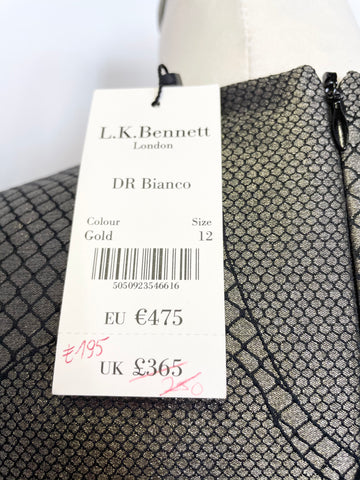 L.K.Bennett
London
DR Bianco
Colour Size
Gold 12
5050923546616
EU €475
£195
UK £365
250